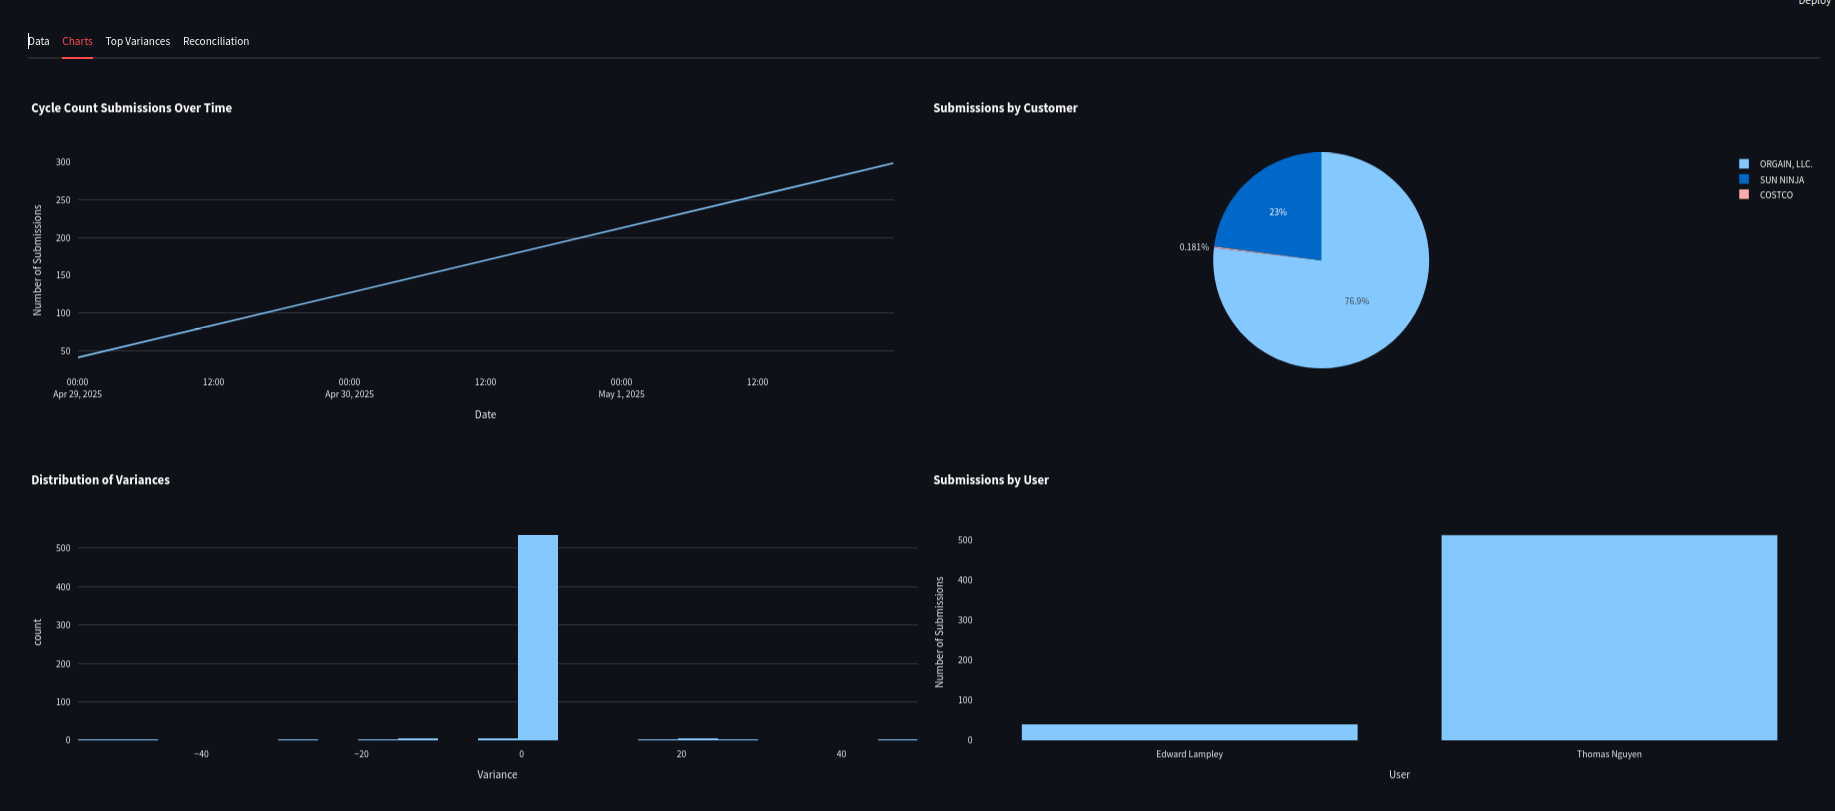 Deploy
Data Charts Top Variances Reconciliation
Cycle Count Submissions Over Time
Number of Submissions
300
250
200
150
100
50
00:00 12:00 00:00 12:00 00:00 12:00
Apr 29, 2025 Apr 30, 2025 May 1, 2025
Date
Submissions by Customer
23%
0.181%
76.9%
ORGAIN, LLC.
SUN NINJA
COSTCO
Distribution of Variances
count
500
400
300
200
100
0
−40 −20 0 20 40
Variance
Submissions by User
Number of Submissions
500
400
300
200
100
0
Edward Lampley Thomas Nguyen
User